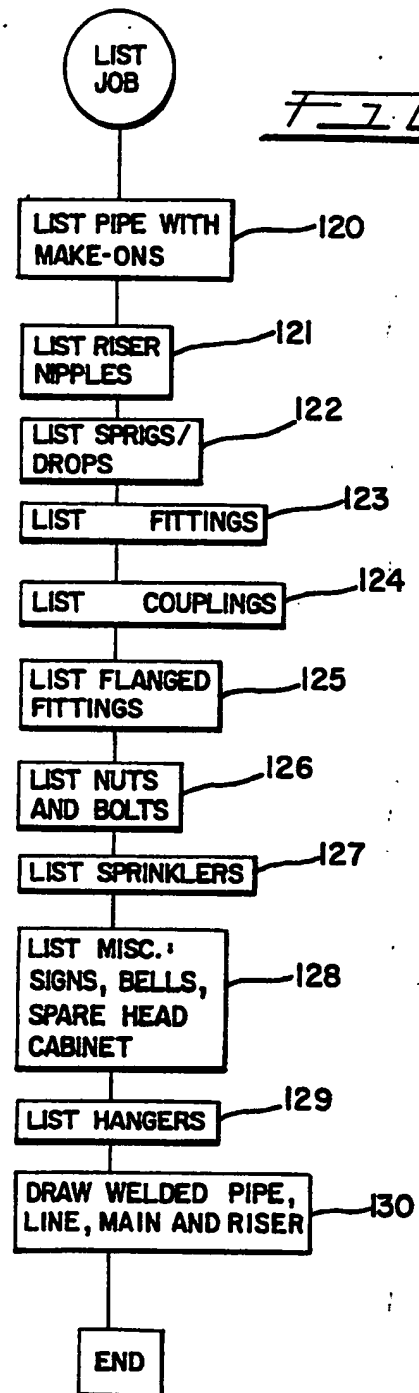 LIST
JOB
LIST PIPE WITH
MAKE-ONS
120
LIST RISER
NIPPLES
121
LIST SPRIGS/
DROPS
122
LIST FITTINGS
123
LIST COUPLINGS
124
LIST FLANGED
FITTINGS
125
LIST NUTS
AND BOLTS
126
LIST SPRINKLERS
127
LIST MISC.:
SIGNS, BELLS,
SPARE HEAD
CABINET
128
LIST HANGERS
129
DRAW WELDED PIPE,
LINE, MAIN AND RISER
130
END